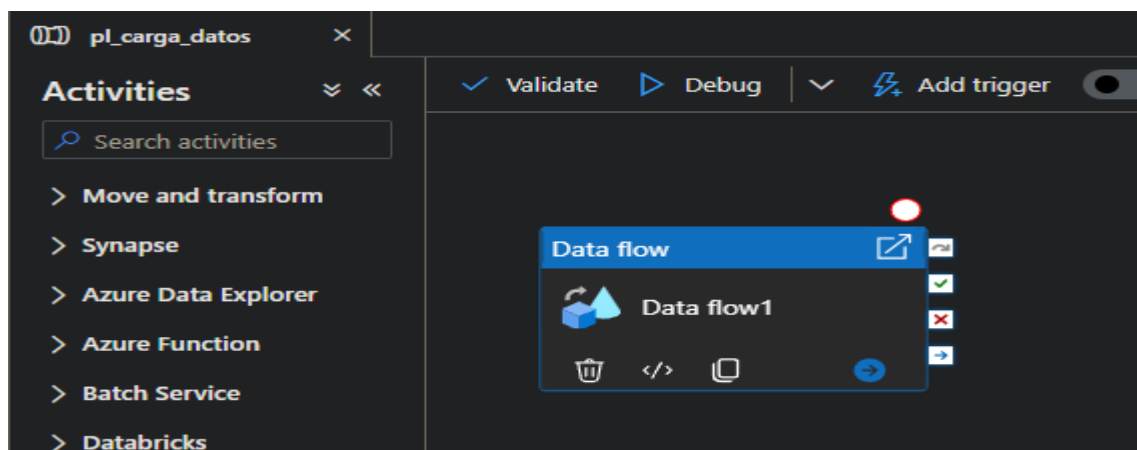 pl_carga_datos
Activities
Validate Debug Add trigger
Search activities
Move and transform
Synapse
Azure Data Explorer
Azure Function
Batch Service
Databricks
Data flow
Data flow1